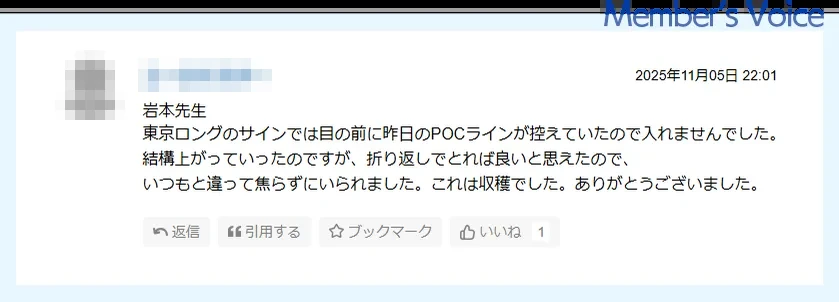 Member's Voice
2025年11月05日 22:01
岩本先生
東京ロングのサインでは目の前に昨日のPOCラインが控えていたので入れませんでした。
結構上がっていったのですが、折り返しでとれば良いと思えたので、
いつもと違って焦らずにいられました。これは収穫でした。ありがとうございました。
返信 引用する ブックマーク いいね 1